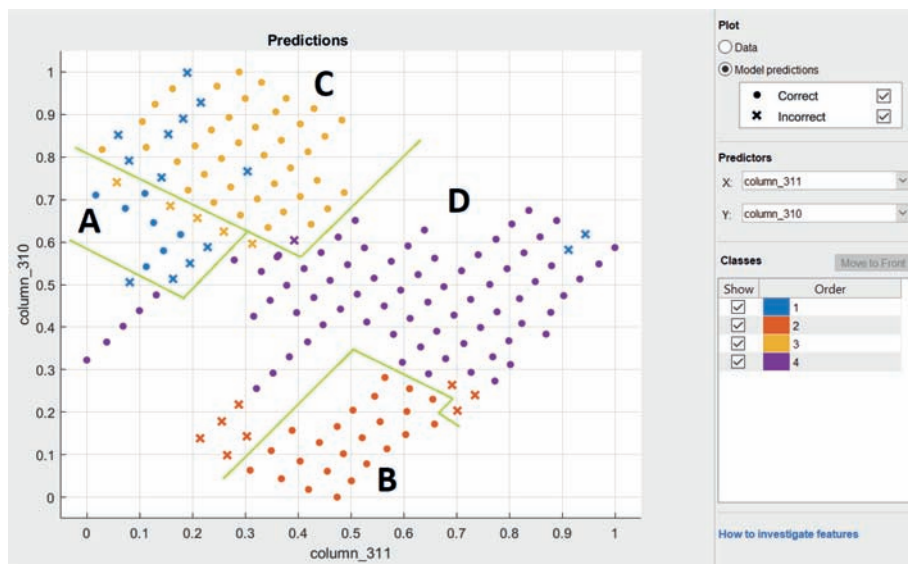 Predictions
1
0.9
0.8
0.7
0.6
0.5
0.4
0.3
0.2
0.1
0
column_310
A
B
C
D
0 0.1 0.2 0.3 0.4 0.5 0.6 0.7 0.8 0.9 1
column_311
Plot
Data
Model predictions
Correct
Incorrect
Predictors
X: column_311
Y: column_310
Classes
Move to Front
Show Order
1
2
3
4
How to investigate features